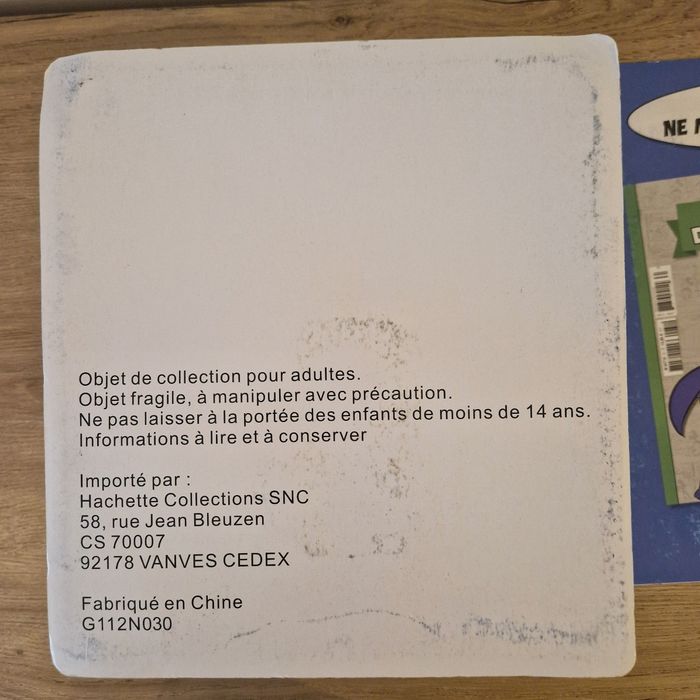 Objet de collection pour adultes.
Objet fragile, à manipuler avec précaution.
Ne pas laisser à la portée des enfants de moins de 14 ans.
Informations à lire et à conserver
Importé par :
Hachette Collections SNC
58, rue Jean Bleuzen
CS 70007
92178 VANVES CEDEX
Fabriqué en Chine
G112N030
NE